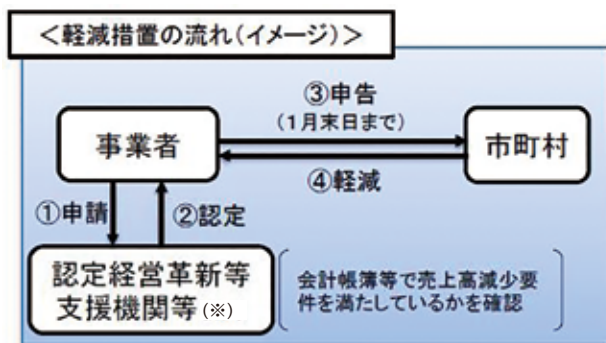 ＜軽減措置の流れ（イメージ）＞
③申告
（１月末日まで）
事業者
市町村
④軽減
①申請
②認定
認定経営革新等
支援機関等（※）
会計帳簿等で売上高減少要
件を満たしているかを確認